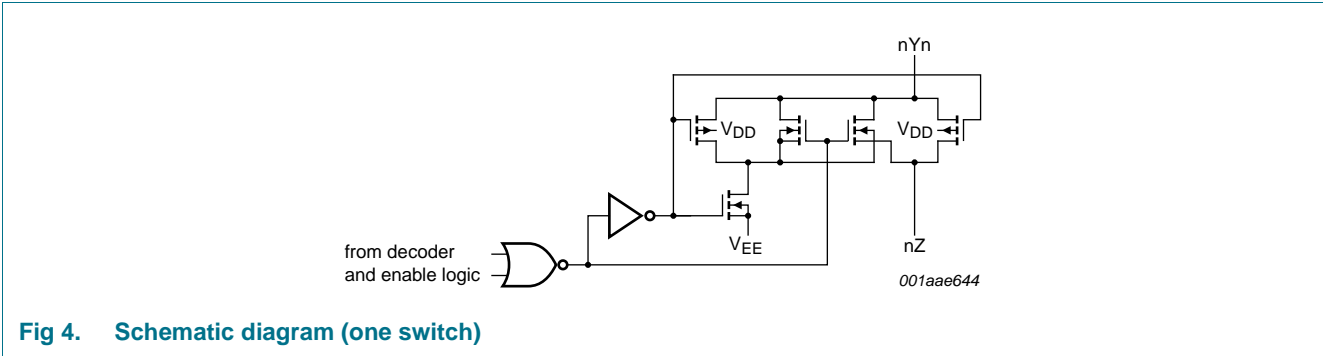 nYn
VDD
VDD
VEE
from decoder
and enable logic
nZ
001aae644
Fig 4. Schematic diagram (one switch)